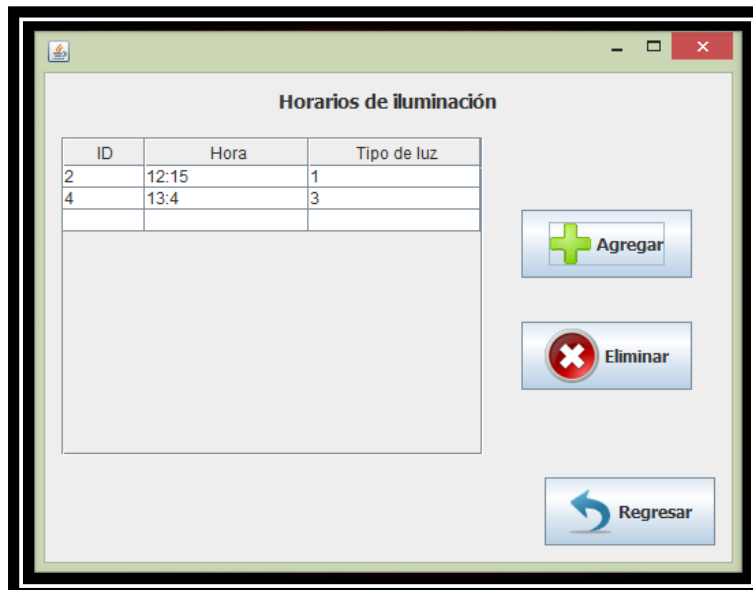 Horarios de iluminación
ID Hora Tipo de luz
2 12:15 1
4 13:4 3
Agregar
Eliminar
Regresar